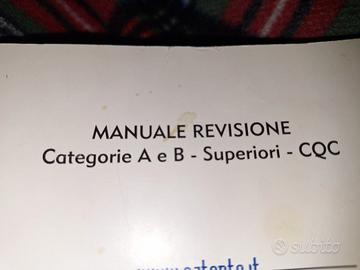 MANUALE REVISIONE
Categorie A e B - Superiori - CQC
subito